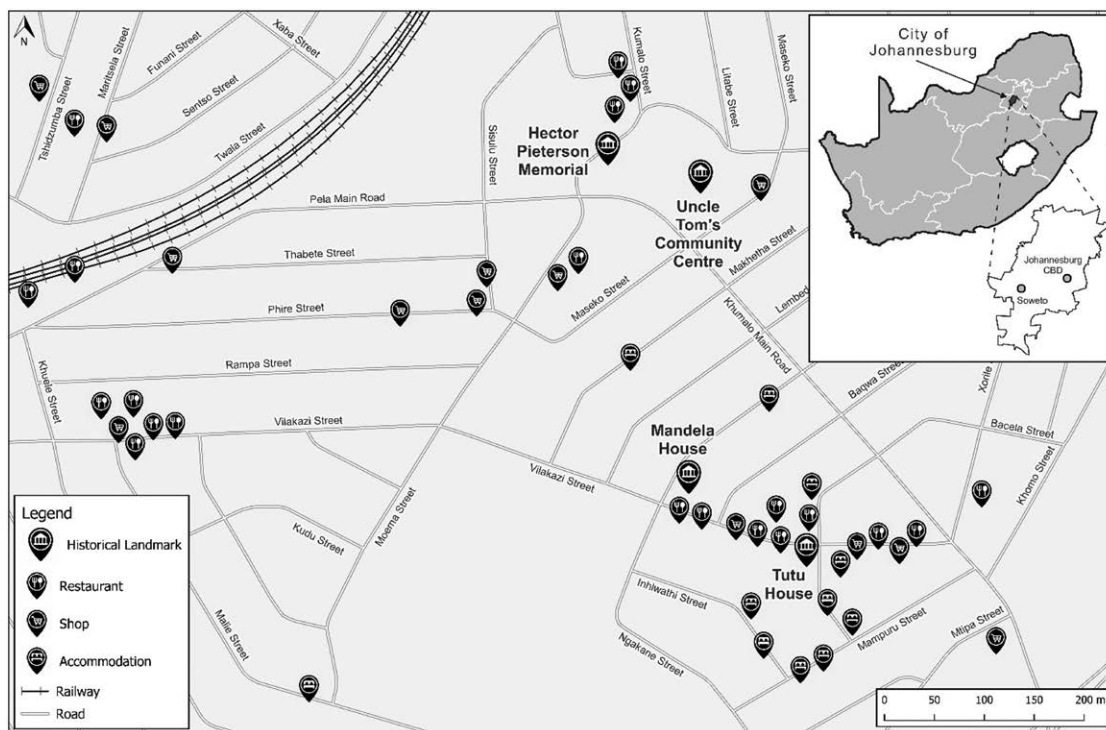 N
Xaba Street
Funani Street
Maritsela Street
Sentso Street
Tshidzumba Street
Twala Street
Kumalo Street
Litabe Street
Maseko Street
Sisulu Street
Hector
Pieterson
Memorial
Pela Main Road
Uncle
Tom's
Community
Centre
Thabete Street
Makhetha Street
Maseko Street
Phire Street
Khumalo Main Road
Lembed
Rampa Street
Khuele Street
Baqwa Street
Xorile
Vilakazi Street
Mandela
House
Bacela Street
Vilakazi Street
Khomo Street
Moema Street
Kudu Street
Tutu
House
Inhlwathi Street
Ngakane Street
Mampuru Street
Mtipa Street
Malie Street
City of
Johannesburg
Johannesburg
CBD
Soweto
Legend
Historical Landmark
Restaurant
Shop
Accommodation
Railway
Road
0 50 100 150 200 m